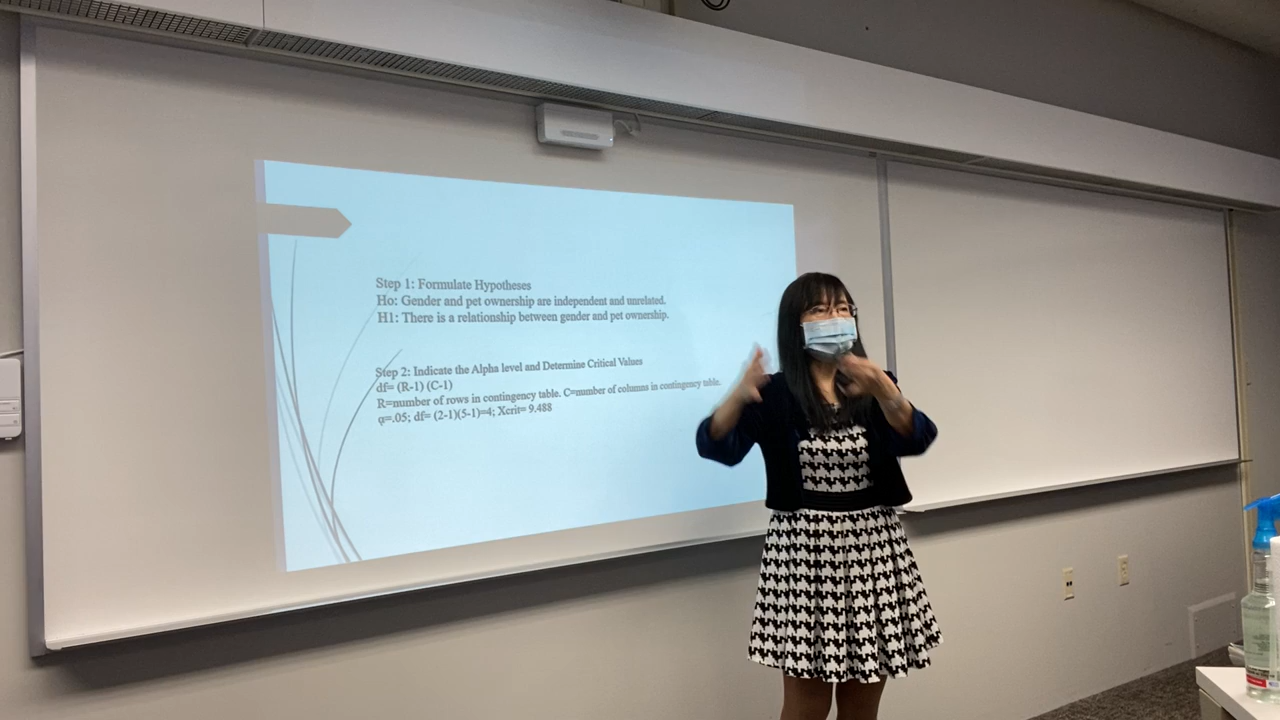 Step 1: Formulate Hypotheses
Ho: Gender and pet ownership are independent and unrelated.
H1: There is a relationship between gender and pet ownership.
Step 2: Indicate the Alpha level and Determine Critical Values
df= (R-1) (C-1)
R=number of rows in contingency table. C=number of columns in contingency table.
α=.05; df= (2-1)(5-1)=4; Xcrit= 9.488